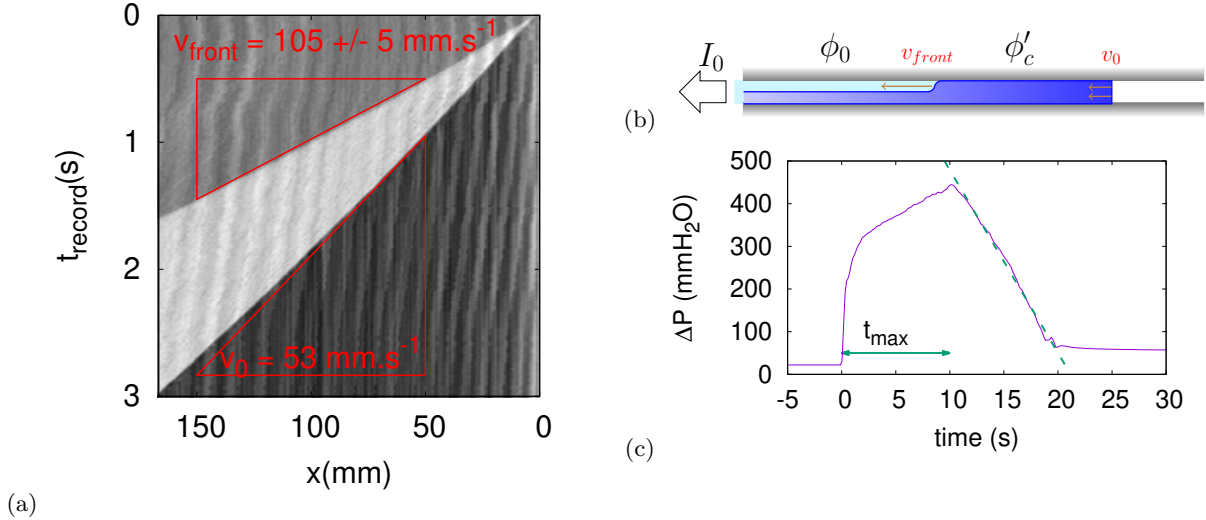 0
1
2
3
t_record(s)
v_front = 105 +/- 5 mm.s^-1
v_0 = 53 mm.s^-1
150
100
50
0
x(mm)
(a)
I_0
ϕ_0
v_front
ϕ'_c
v_0
(b)
500
400
300
200
100
0
ΔP (mmH_2O)
t_max
-5
0
5
10
15
20
25
30
time (s)
(c)